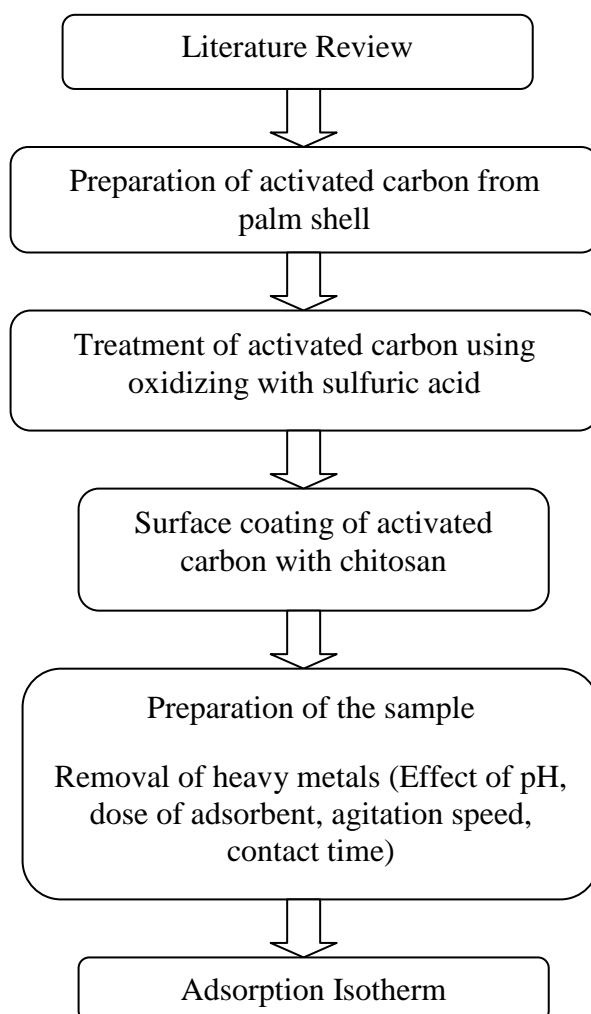 Literature Review
Preparation of activated carbon from
palm shell
Treatment of activated carbon using
oxidizing with sulfuric acid
Surface coating of activated
carbon with chitosan
Preparation of the sample
Removal of heavy metals (Effect of pH,
dose of adsorbent, agitation speed,
contact time)
Adsorption Isotherm